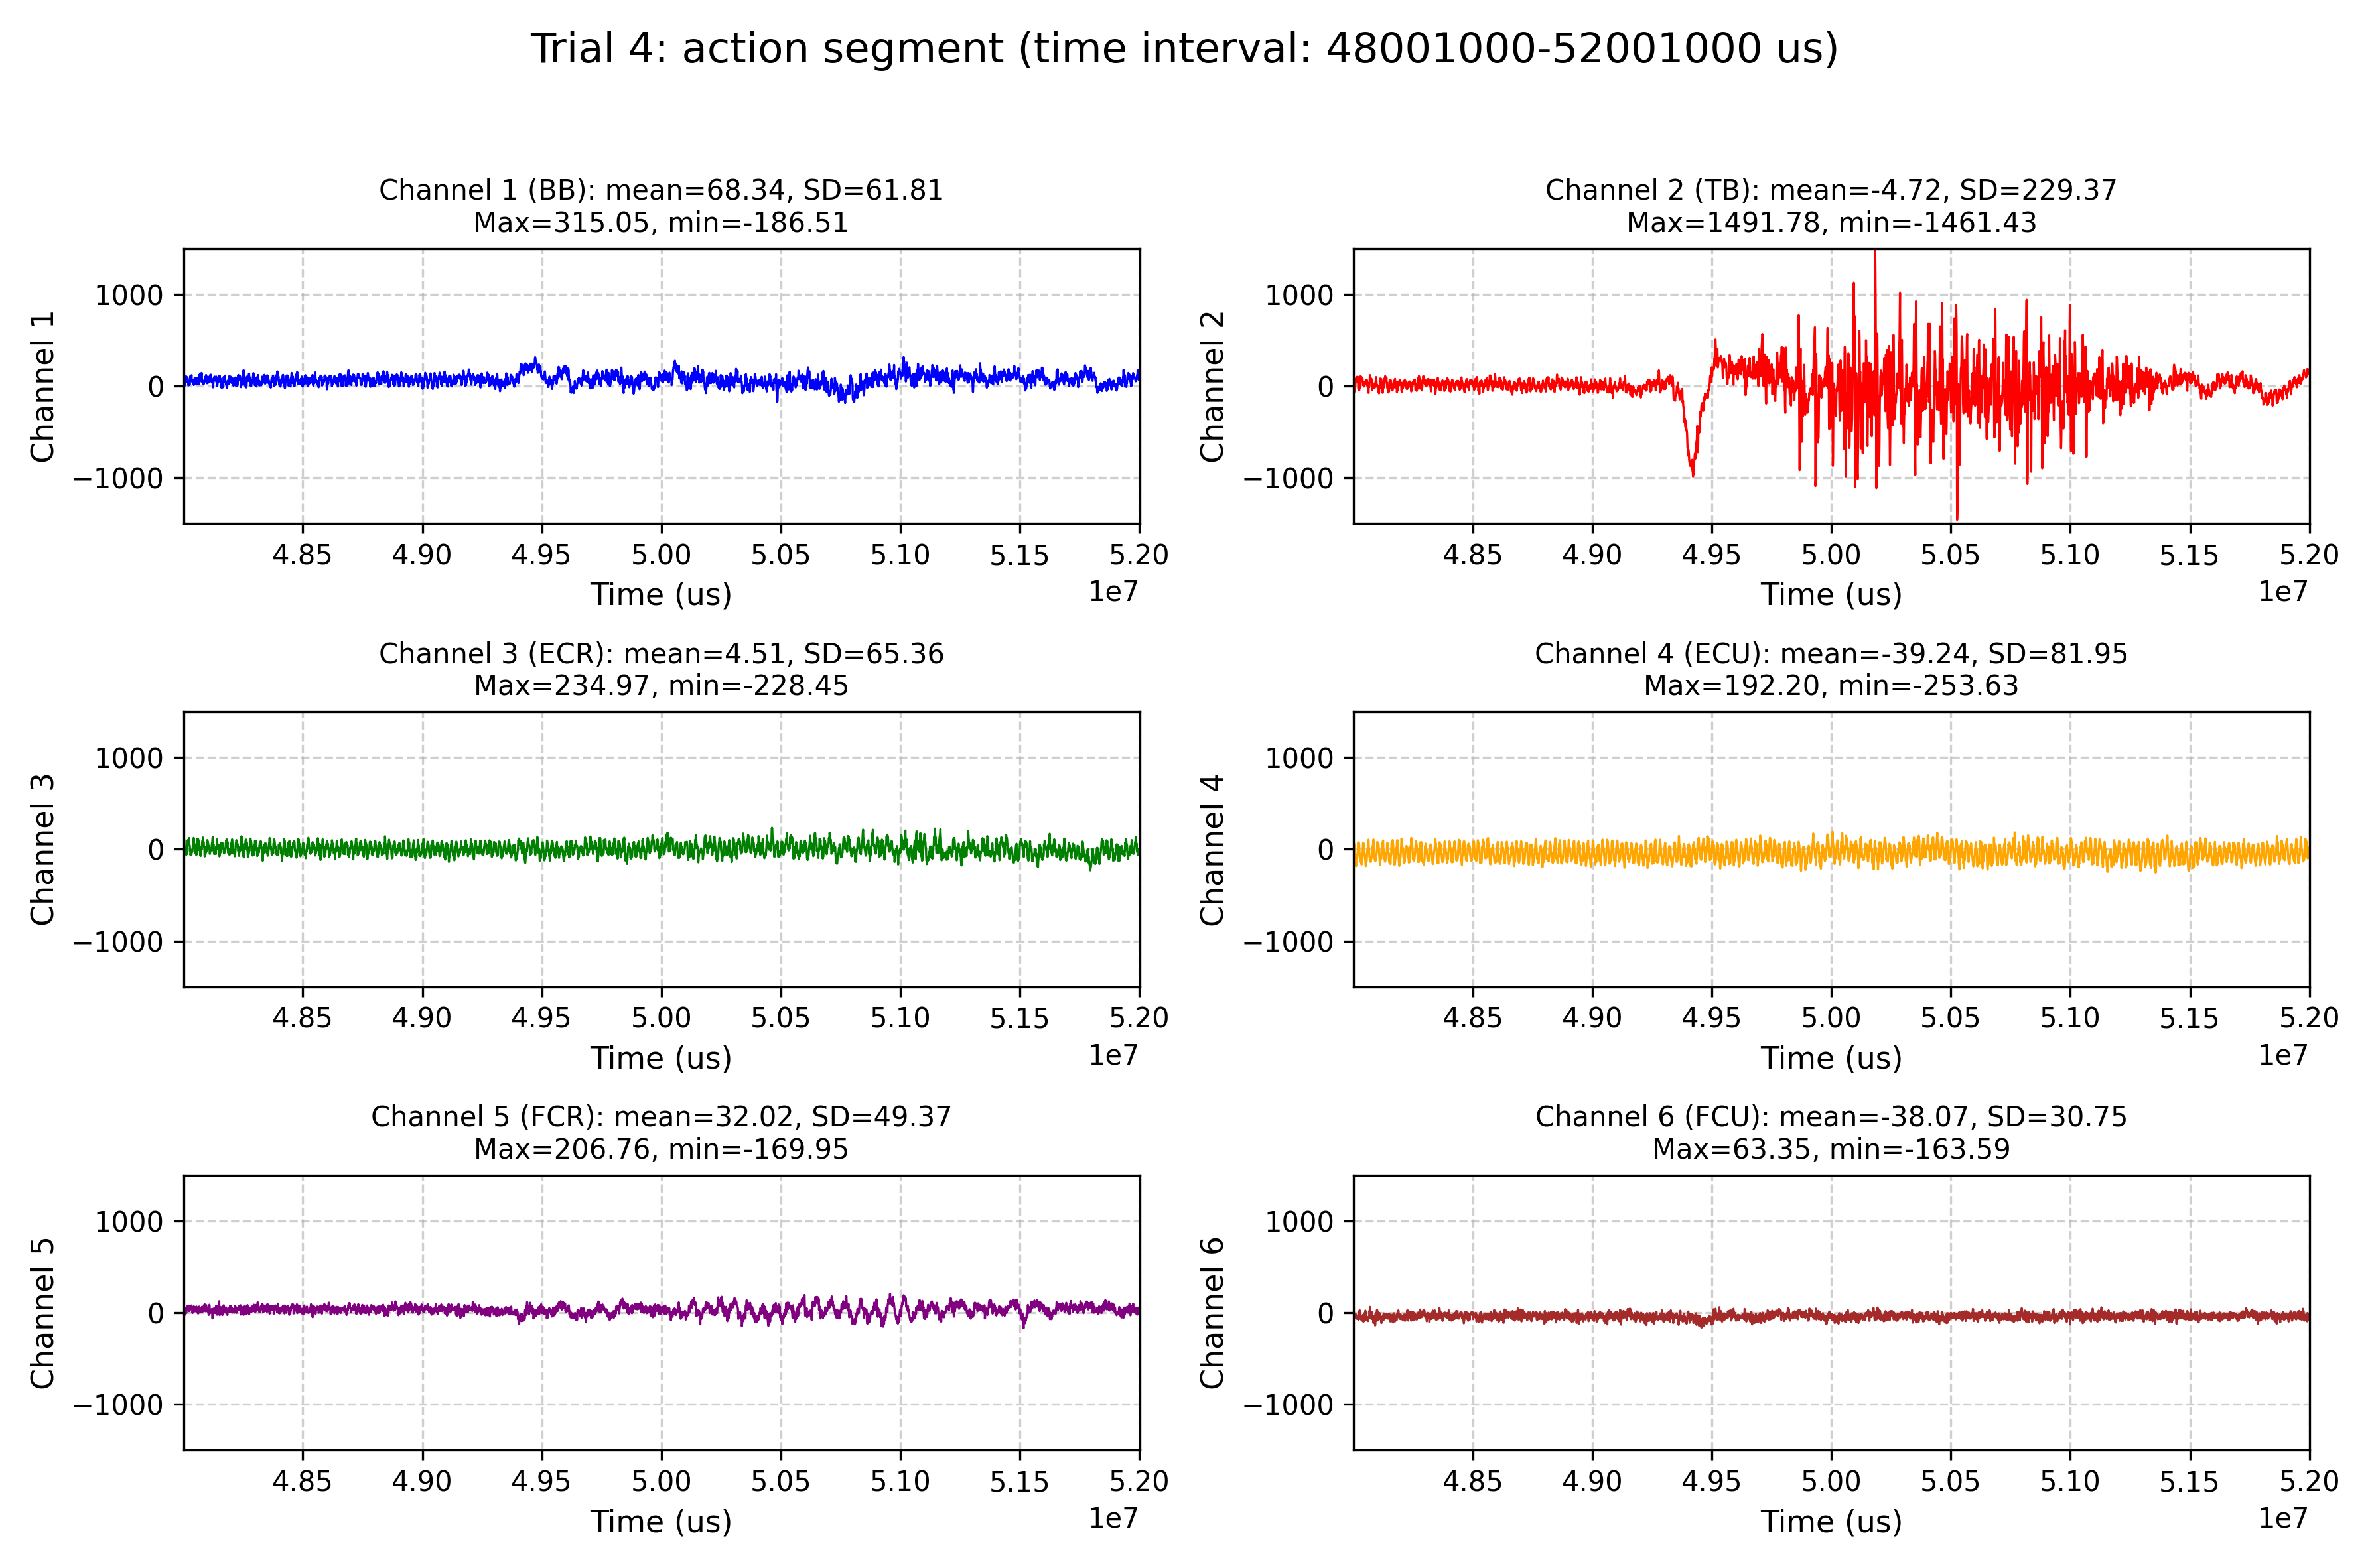 Trial 4: action segment (time interval: 48001000-52001000 us)
Channel 1 (BB): mean=68.34, SD=61.81
Max=315.05, min=-186.51
Channel 1
1000
0
−1000
4.85 4.90 4.95 5.00 5.05 5.10 5.15 5.20
Time (us)
1e7
Channel 2 (TB): mean=-4.72, SD=229.37
Max=1491.78, min=-1461.43
Channel 2
1000
0
−1000
4.85 4.90 4.95 5.00 5.05 5.10 5.15 5.20
Time (us)
1e7
Channel 3 (ECR): mean=4.51, SD=65.36
Max=234.97, min=-228.45
Channel 3
1000
0
−1000
4.85 4.90 4.95 5.00 5.05 5.10 5.15 5.20
Time (us)
1e7
Channel 4 (ECU): mean=-39.24, SD=81.95
Max=192.20, min=-253.63
Channel 4
1000
0
−1000
4.85 4.90 4.95 5.00 5.05 5.10 5.15 5.20
Time (us)
1e7
Channel 5 (FCR): mean=32.02, SD=49.37
Max=206.76, min=-169.95
Channel 5
1000
0
−1000
4.85 4.90 4.95 5.00 5.05 5.10 5.15 5.20
Time (us)
1e7
Channel 6 (FCU): mean=-38.07, SD=30.75
Max=63.35, min=-163.59
Channel 6
1000
0
−1000
4.85 4.90 4.95 5.00 5.05 5.10 5.15 5.20
Time (us)
1e7